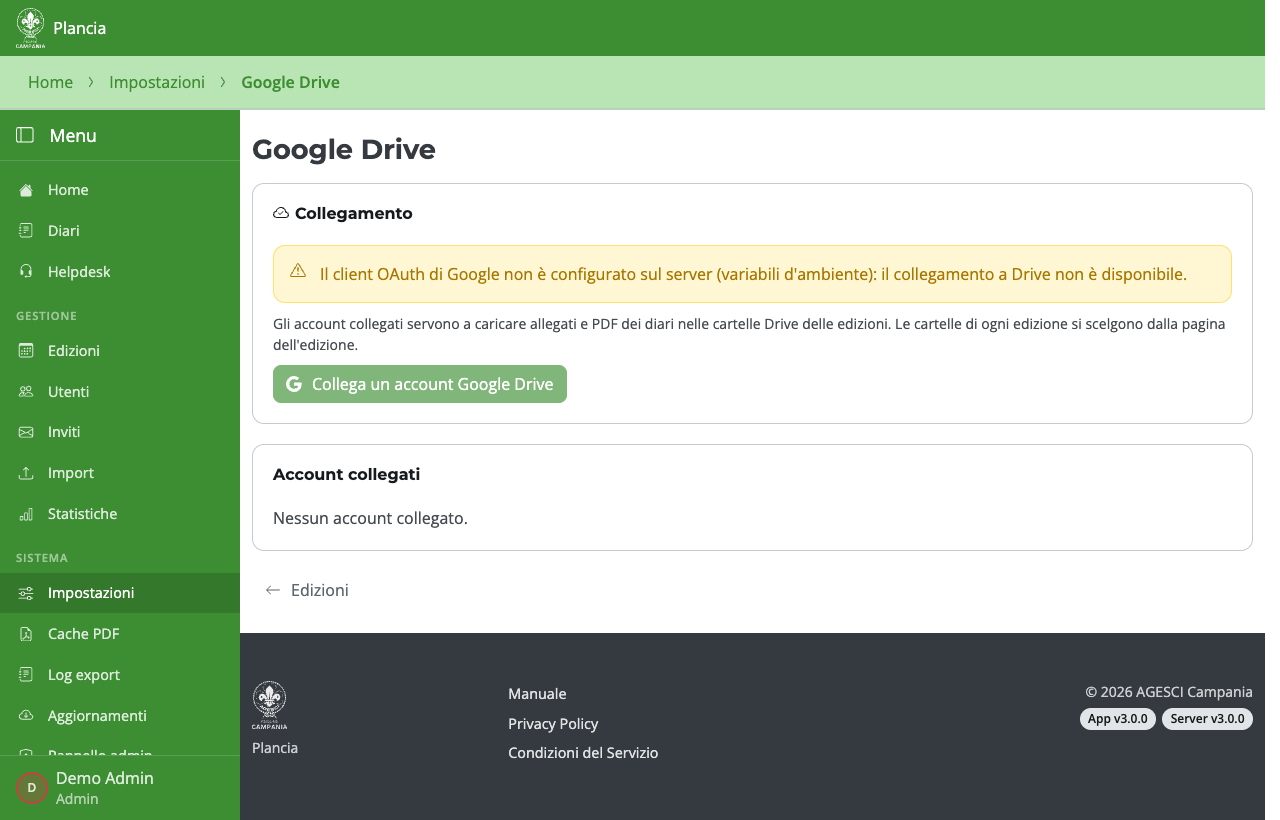 CAMPANIA
Plancia
Home > Impostazioni > Google Drive
Menu
Home
Diari
Helpdesk
GESTIONE
Edizioni
Utenti
Inviti
Import
Statistiche
SISTEMA
Impostazioni
Cache PDF
Log export
Aggiornamenti
Pannello admin
D
Demo Admin
Admin
Google Drive
Collegamento
Il client OAuth di Google non è configurato sul server (variabili d'ambiente): il collegamento a Drive non è disponibile.
Gli account collegati servono a caricare allegati e PDF dei diari nelle cartelle Drive delle edizioni. Le cartelle di ogni edizione si scelgono dalla pagina
dell'edizione.
G Collega un account Google Drive
Account collegati
Nessun account collegato.
← Edizioni
CAMPANIA
Plancia
Manuale
Privacy Policy
Condizioni del Servizio
© 2026 AGESCI Campania
App v3.0.0 Server v3.0.0